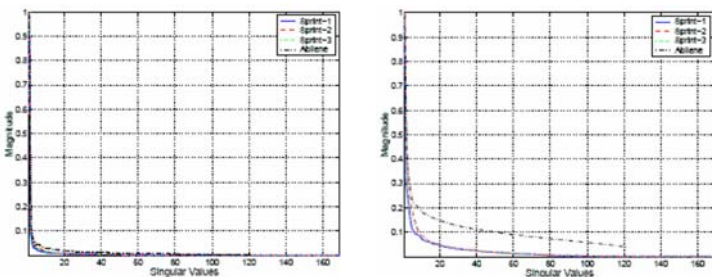 Sprint-1
Sprint-2
Sprint-3
Abilene
1
0.9
0.8
0.7
0.6
0.5
0.4
0.3
0.2
0.1
Magnitude
20 40 60 80 100 120 140 160
Singular Values
Sprint-1
Sprint-2
Sprint-3
Abilene
1
0.9
0.8
0.7
0.6
0.5
0.4
0.3
0.2
0.1
Magnitude
20 40 60 80 100 120 140 160
Singular Values